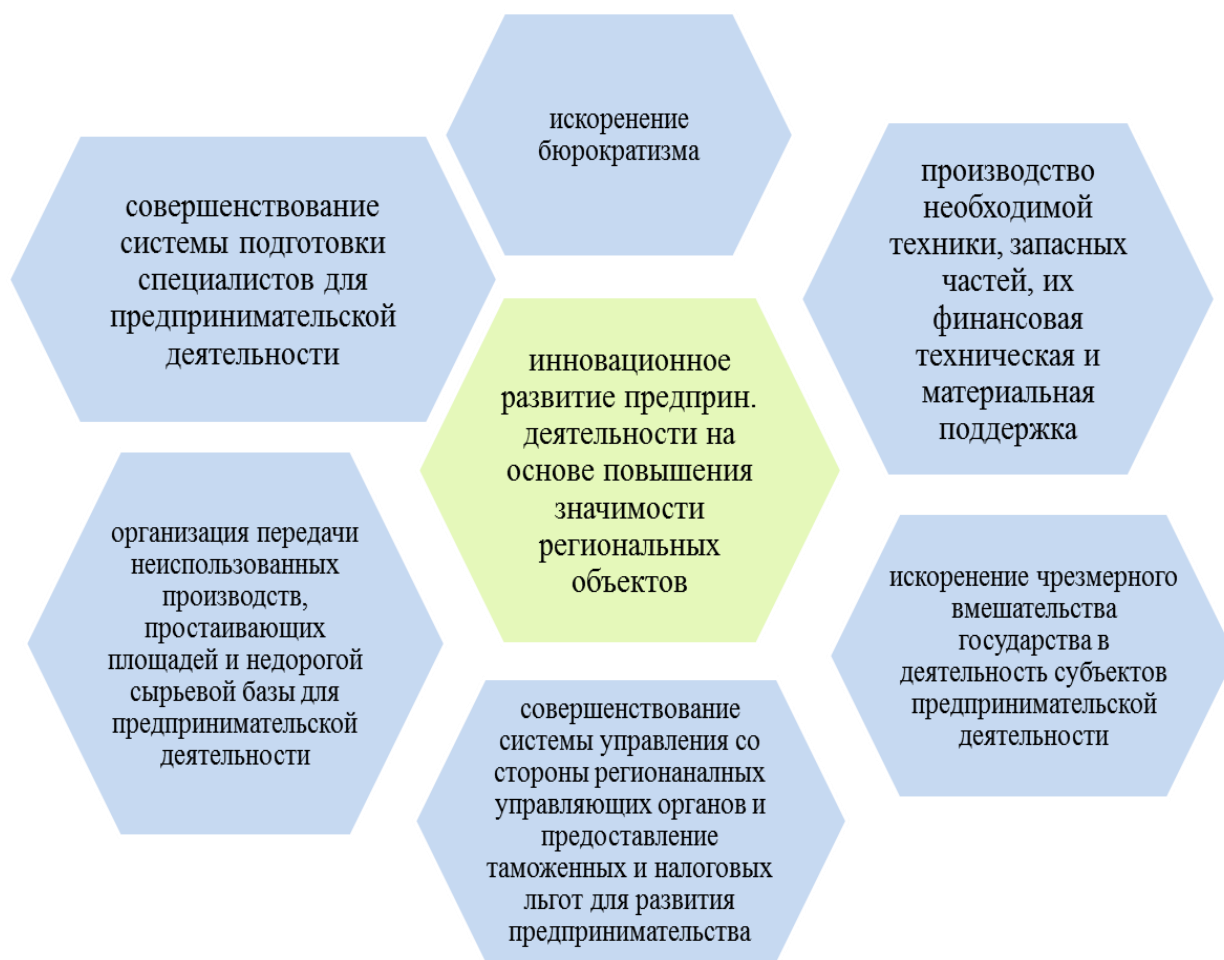 искоренение
бюрократизма
совершенствование
системы подготовки
специалистов для
предпринимательской
деятельности
производство
необходимой
техники, запасных
частей, их
финансовая
техническая и
материальная
поддержка
инновационное
развитие предприн.
деятельности на
основе повышения
значимости
региональных
объектов
организация передачи
неиспользованных
производств,
простаивающих
площадей и недорогой
сырьевой базы для
предпринимательской
деятельности
искоренение чрезмерного
вмешательства
государства в
деятельность субъектов
предпринимательской
деятельности
совершенствование
системы управления со
стороны регионаналных
управляющих органов и
предоставление
таможенных и налоговых
льгот для развития
предпринимательства